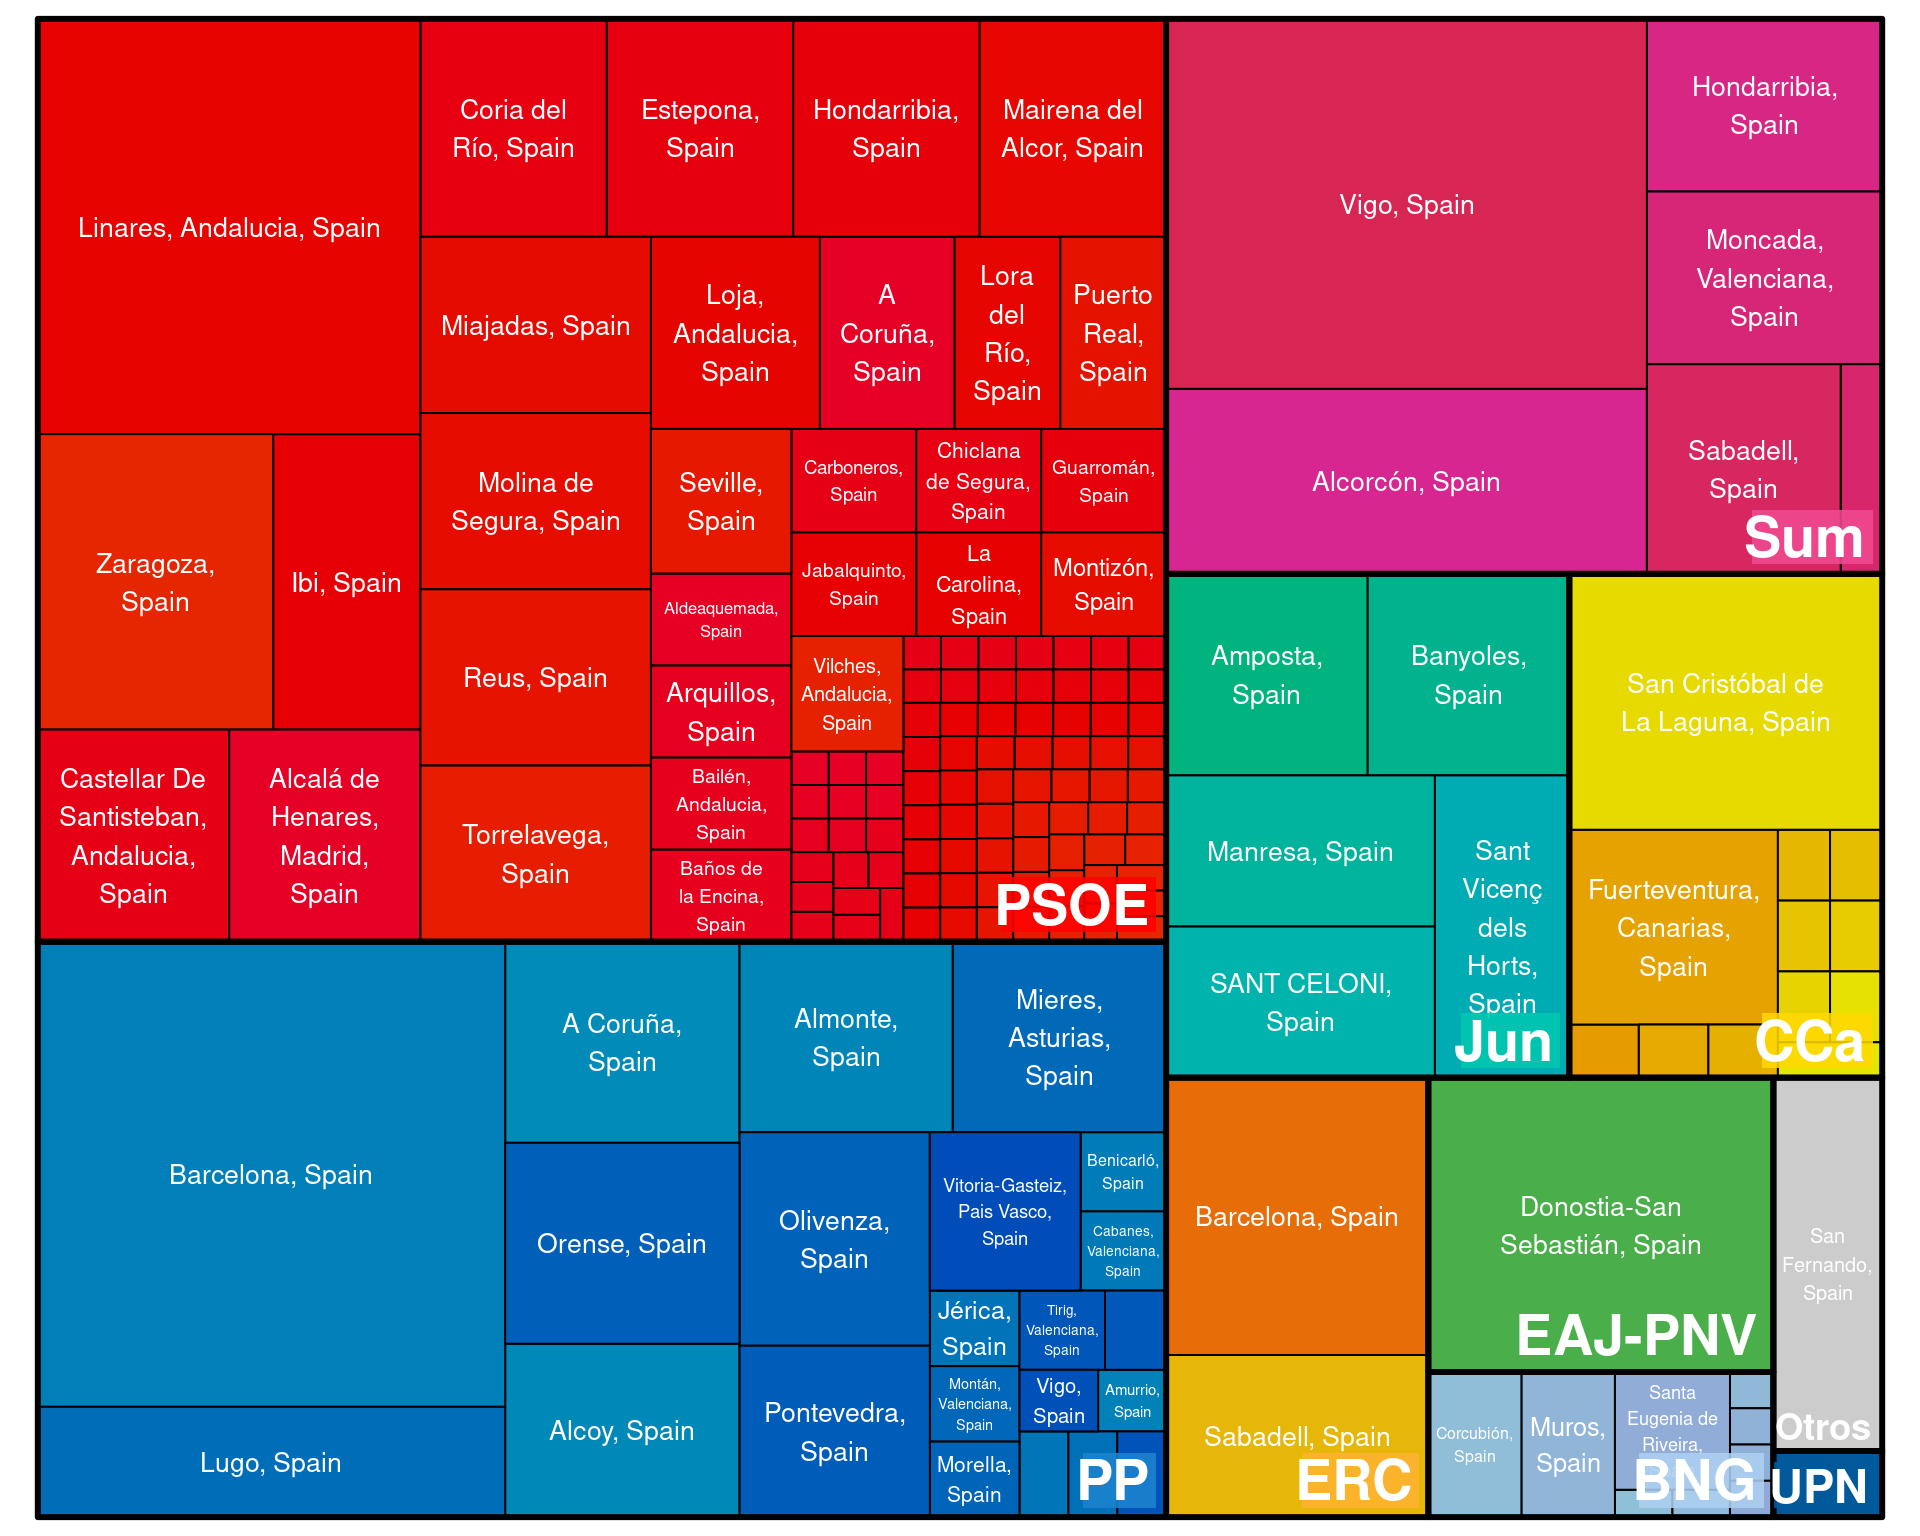 Linares, Andalucia, Spain
Coria del
Río, Spain
Estepona,
Spain
Hondarribia,
Spain
Mairena del
Alcor, Spain
Miajadas, Spain
Loja,
Andalucia,
Spain
A
Coruña,
Spain
Lora
del
Río,
Spain
Puerto
Real,
Spain
Zaragoza,
Spain
Ibi, Spain
Molina de
Segura, Spain
Seville,
Spain
Carboneros,
Spain
Chiclana
de Segura,
Spain
Guarromán,
Spain
Jabalquinto,
Spain
La
Carolina,
Spain
Montizón,
Spain
Reus, Spain
Aldeaquemada,
Spain
Arquillos,
Spain
Vilches,
Andalucia,
Spain
Castellar De
Santisteban,
Andalucia,
Spain
Alcalá de
Henares,
Madrid,
Spain
Torrelavega,
Spain
Bailén,
Andalucia,
Spain
Baños de
la Encina,
Spain
PSOE
Vigo, Spain
Hondarribia,
Spain
Moncada,
Valenciana,
Spain
Alcorcón, Spain
Sabadell,
Spain
Sum
Amposta,
Spain
Banyoles,
Spain
Manresa, Spain
SANT CELONI,
Spain
Sant
Vicenç
dels
Horts,
Spain
Jun
San Cristóbal de
La Laguna, Spain
Fuerteventura,
Canarias,
Spain
CCa
Barcelona, Spain
Lugo, Spain
A Coruña,
Spain
Orense, Spain
Alcoy, Spain
Almonte,
Spain
Mieres,
Asturias,
Spain
Olivenza,
Spain
Pontevedra,
Spain
Vitoria-Gasteiz,
Pais Vasco,
Spain
Benicarló,
Spain
Cabanes,
Valenciana,
Spain
Jérica,
Spain
Tirig,
Valenciana,
Spain
Montán,
Valenciana,
Spain
Vigo,
Spain
Amurrio,
Spain
Morella,
Spain
PP
Barcelona, Spain
Sabadell, Spain
ERC
Donostia-San
Sebastián, Spain
EAJ-PNV
San
Fernando,
Spain
Otros
Corcubión,
Spain
Muros,
Spain
Santa
Eugenia de
Riveira,
BNG
UPN